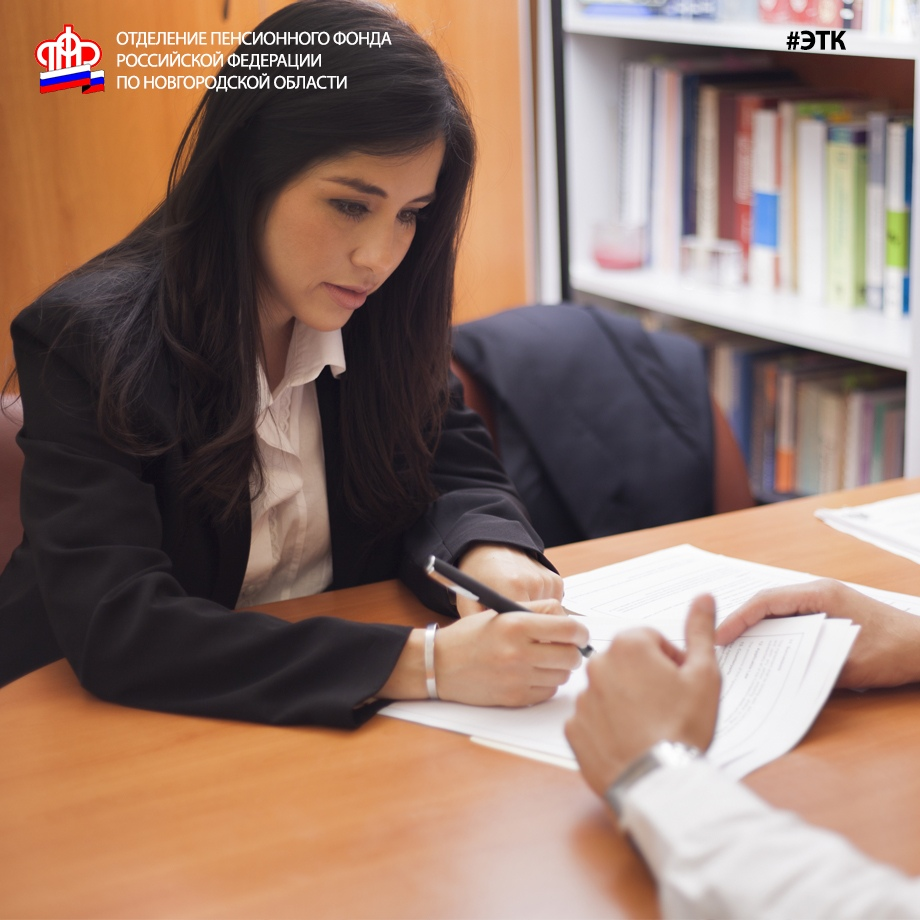 ОТДЕЛЕНИЕ ПЕНСИОННОГО ФОНДА
РОССИЙСКОЙ ФЕДЕРАЦИИ
ПО НОВГОРОДСКОЙ ОБЛАСТИ
#ЭТК